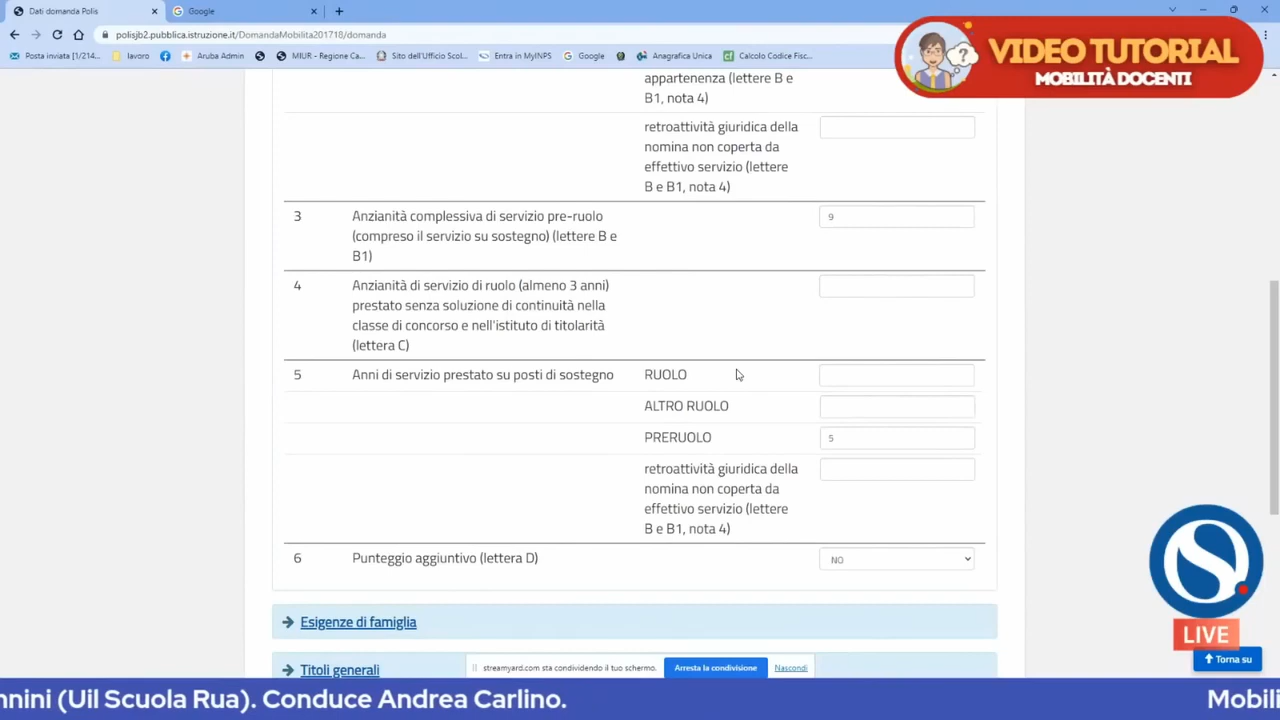 Dati domanda Polis
Google
polisjb2.pubblica.istruzione.it/DomandaMobilita201718/domanda
Posta inviata [1/214...
lavoro
Aruba Admin
MIUR - Regione Ca...
Sito dell'Ufficio Scol...
Entra in MyINPS
Google
Anagrafica Unica
Calcolo Codice Fisc...
VIDEO TUTORIAL
MOBILITÀ DOCENTI
appartenenza (lettere B e
B1, nota 4)
retroattività giuridica della
nomina non coperta da
effettivo servizio (lettere
B e B1, nota 4)
3 Anzianità complessiva di servizio pre-ruolo 9
(compreso il servizio su sostegno) (lettere B e
B1)
4 Anzianità di servizio di ruolo (almeno 3 anni)
prestato senza soluzione di continuità nella
classe di concorso e nell'istituto di titolarità
(lettera C)
5 Anni di servizio prestato su posti di sostegno RUOLO
ALTRO RUOLO
PRERUOLO 5
retroattività giuridica della
nomina non coperta da
effettivo servizio (lettere
B e B1, nota 4)
6 Punteggio aggiuntivo (lettera D) NO
Esigenze di famiglia
Titoli generali
streamyard.com sta condividendo il tuo schermo. Arresta la condivisione Nascondi
LIVE
Torna su
nnini (Uil Scuola Rua). Conduce Andrea Carlino. Mobili